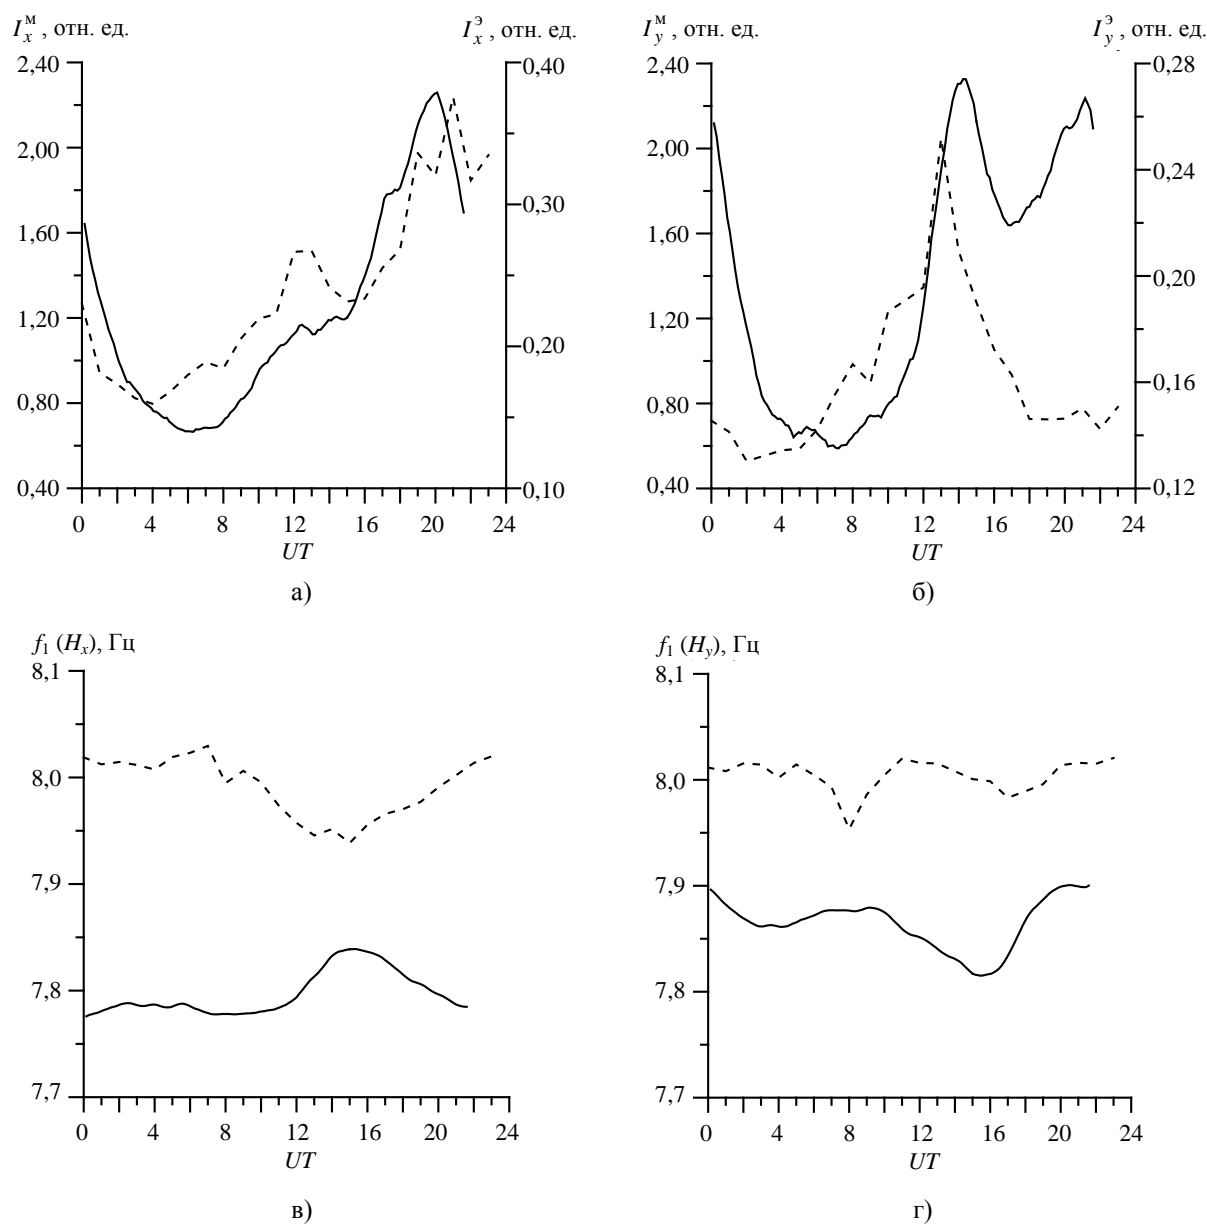 I_x^м, отн. ед. I_x^э, отн. ед. I_y^м, отн. ед. I_y^э, отн. ед.
2,40 0,40 2,40 0,28
2,00 2,00 0,24
0,30
1,60 1,60
0,20
1,20 1,20
0,20
0,16
0,80 0,80
0,40 0,10 0,40 0,12
0 4 8 12 16 20 24 0 4 8 12 16 20 24
UT UT
а) б)
f1 (Hx), Гц f1 (Hy), Гц
8,1 8,1
8,0 8,0
7,9 7,9
7,8 7,8
7,7 7,7
0 4 8 12 16 20 24 0 4 8 12 16 20 24
UT UT
в) г)